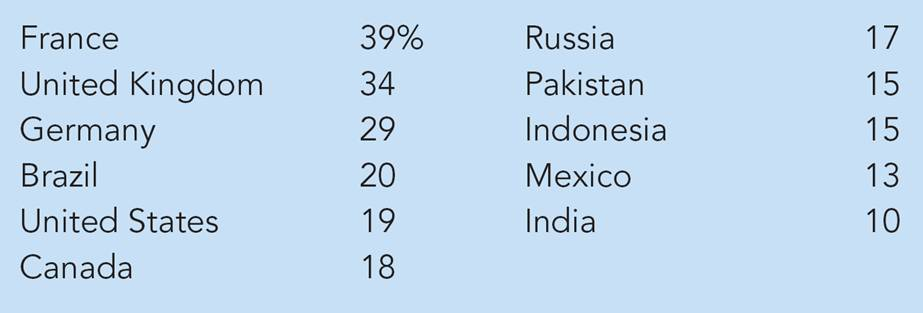 France 39%
United Kingdom 34
Germany 29
Brazil 20
United States 19
Canada 18
Russia 17
Pakistan 15
Indonesia 15
Mexico 13
India 10